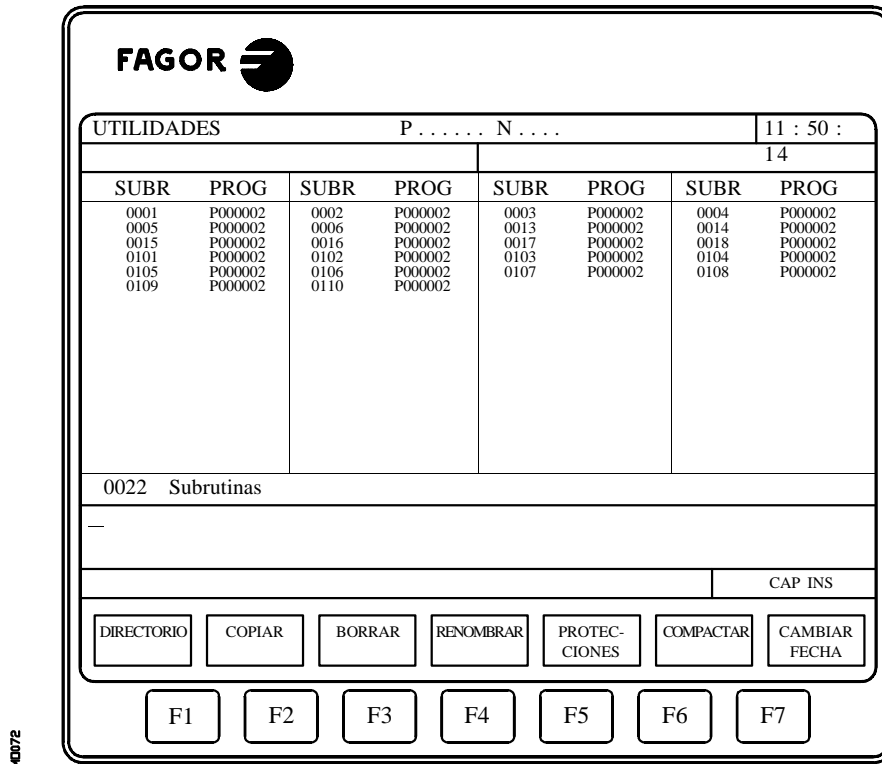 FAGOR
UTILIDADES P . . . . . . N . . . . 11 : 50 :
14
SUBR PROG SUBR PROG SUBR PROG SUBR PROG
0001 P000002 0002 P000002 0003 P000002 0004 P000002
0005 P000002 0006 P000002 0013 P000002 0014 P000002
0015 P000002 0016 P000002 0017 P000002 0018 P000002
0101 P000002 0102 P000002 0103 P000002 0104 P000002
0105 P000002 0106 P000002 0107 P000002 0108 P000002
0109 P000002 0110 P000002
0022 Subrutinas
CAP INS
DIRECTORIO COPIAR BORRAR RENOMBRAR PROTEC- COMPACTAR CAMBIAR
CIONES FECHA
F1 F2 F3 F4 F5 F6 F7